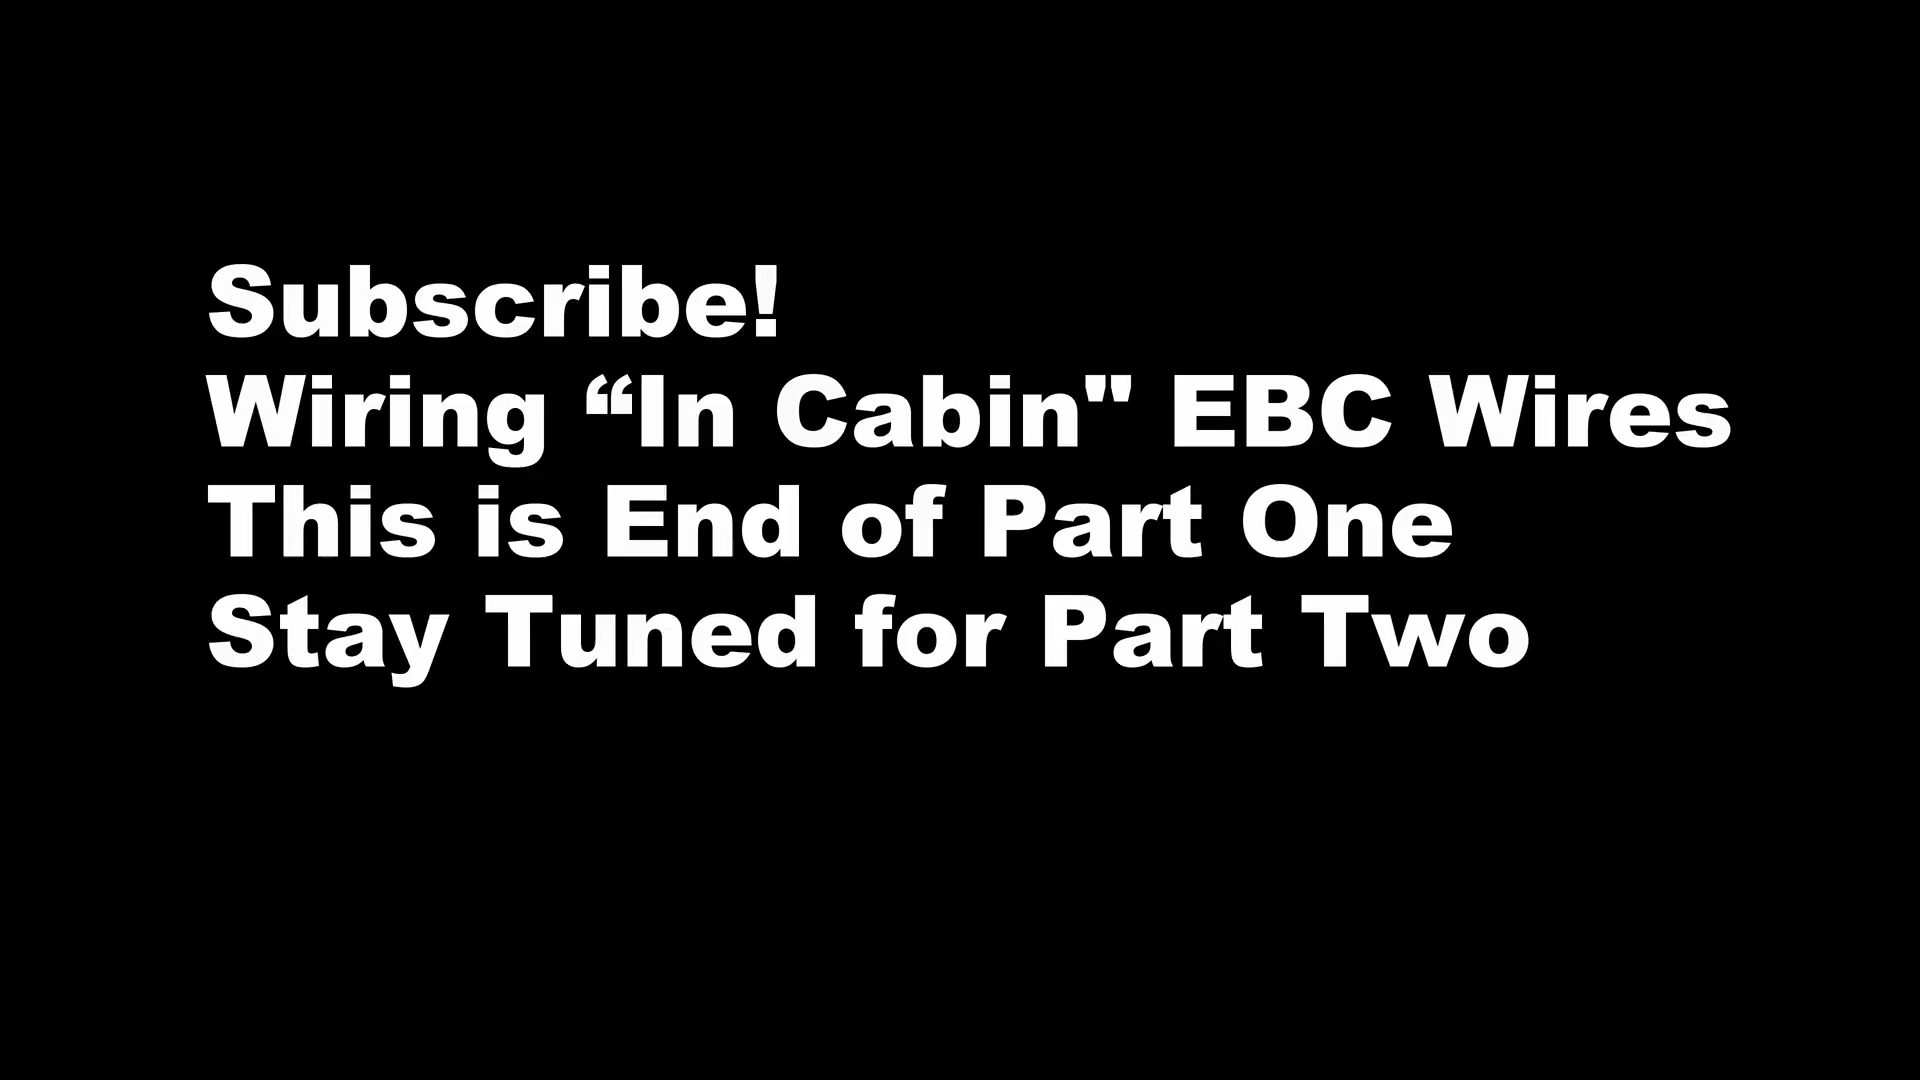 Subscribe!
Wiring “In Cabin" EBC Wires
This is End of Part One
Stay Tuned for Part Two